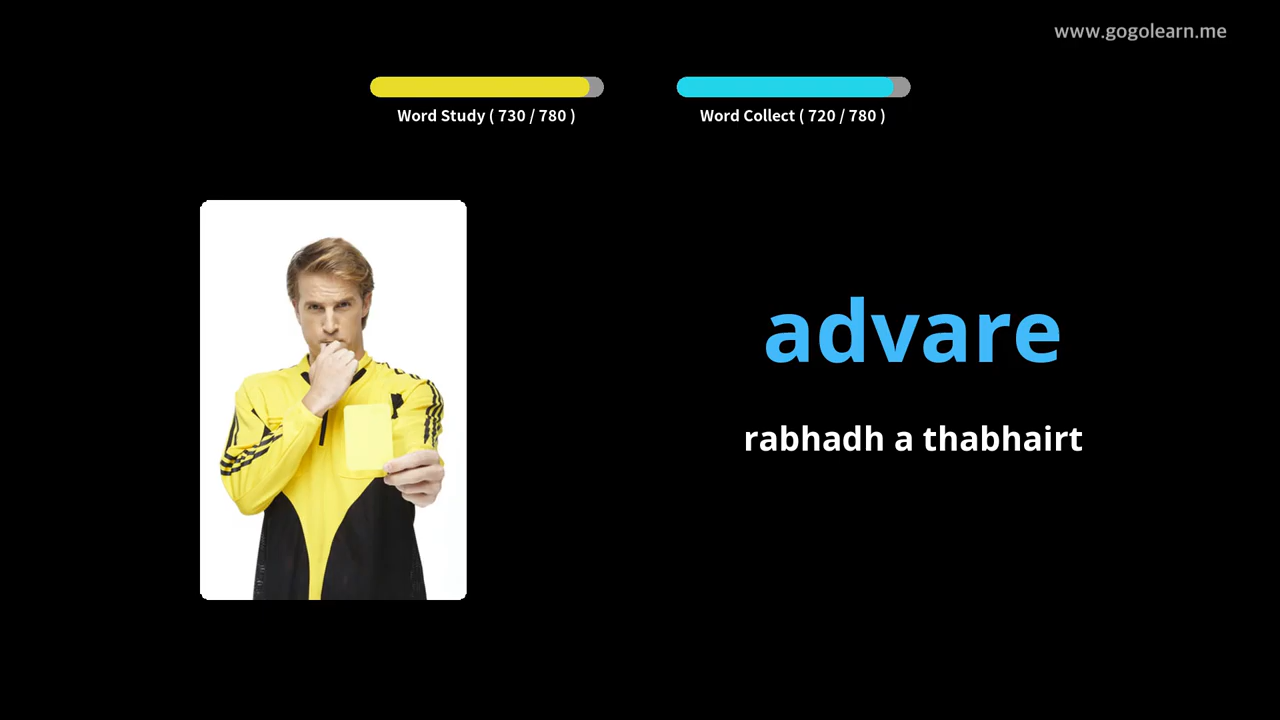 www.gogolearn.me
Word Study ( 730 / 780 )
Word Collect ( 720 / 780 )
advare
rabhadh a thabhairt